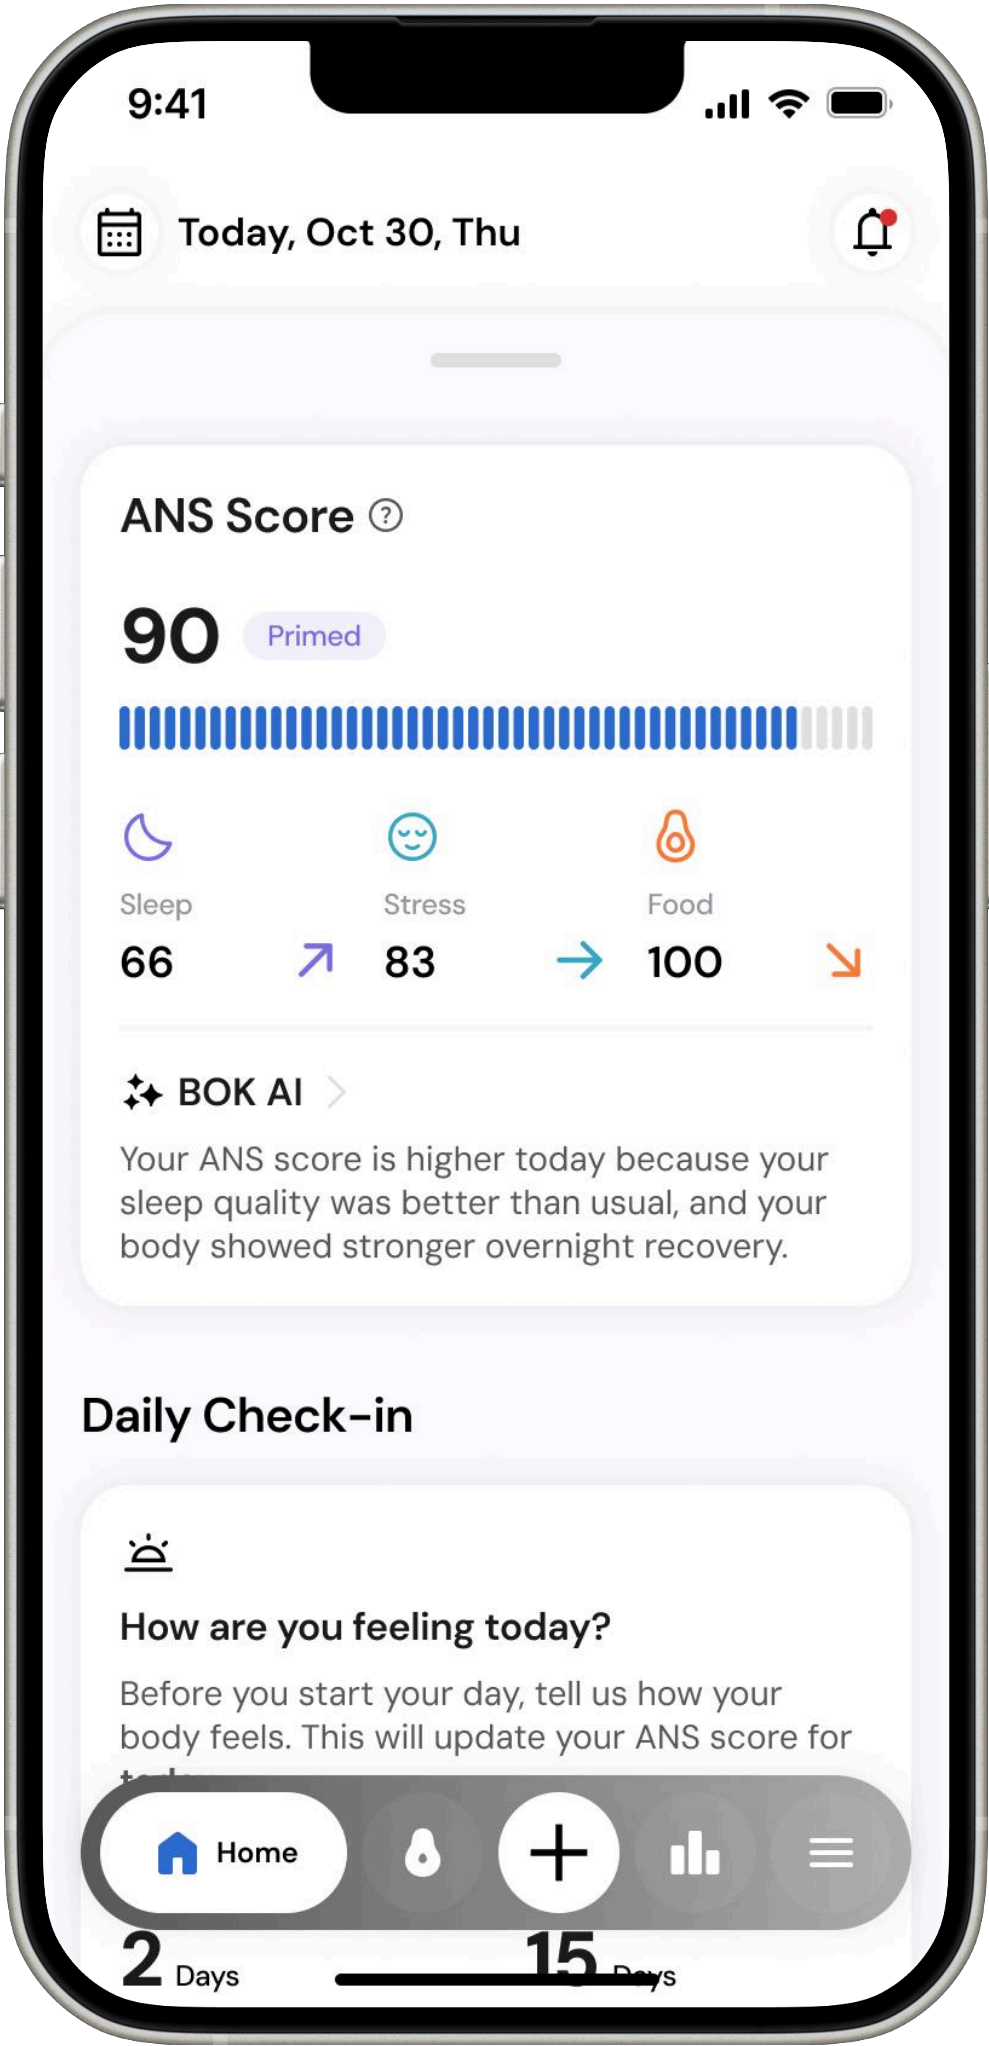 9:41
Today, Oct 30, Thu
ANS Score ?
90 Primed
Sleep Stress Food
66 83 100
BOK AI
Your ANS score is higher today because your
sleep quality was better than usual, and your
body showed stronger overnight recovery.
Daily Check-in
How are you feeling today?
Before you start your day, tell us how your
body feels. This will update your ANS score for
Home
2 Days 15 Days